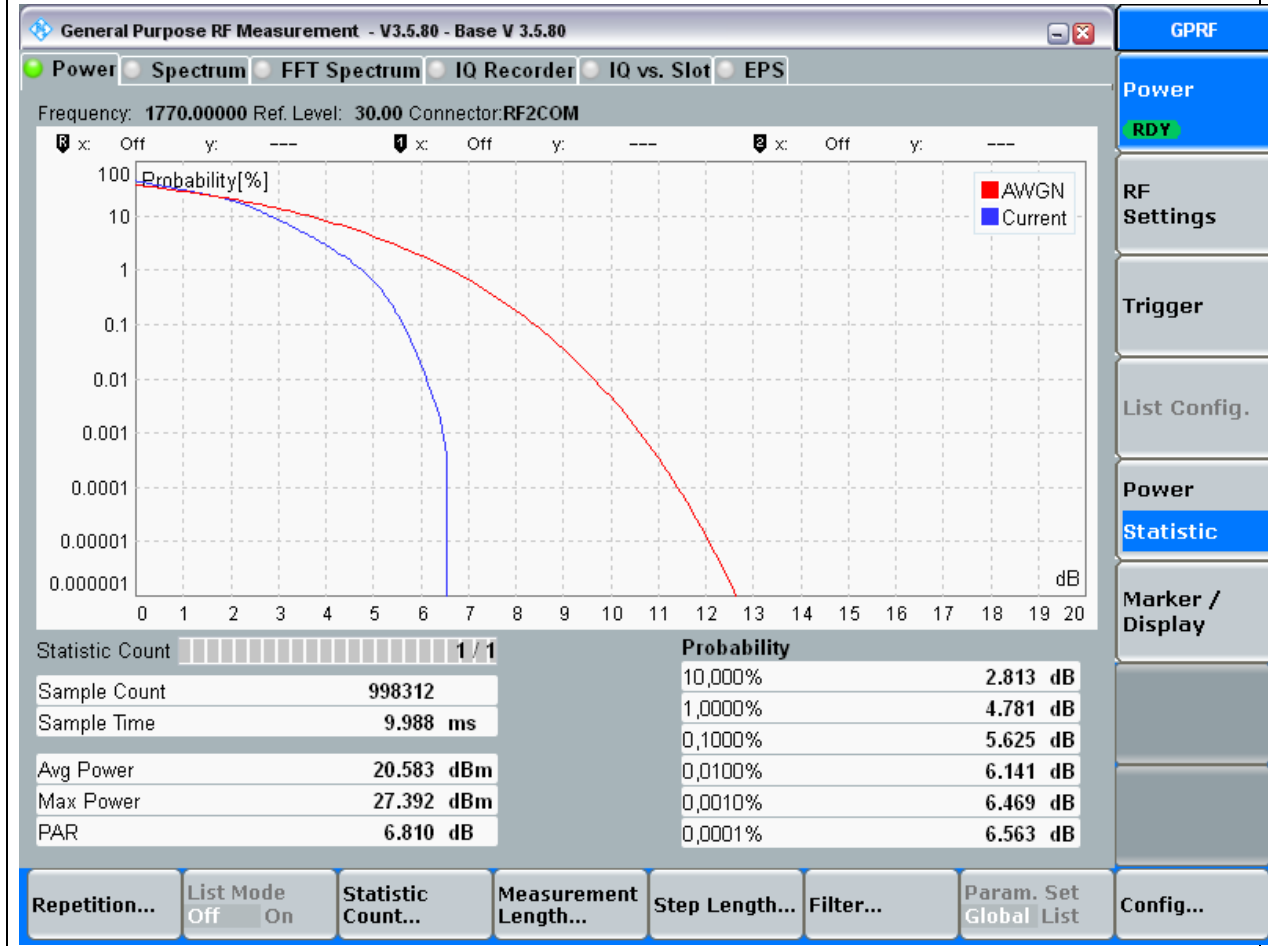 General Purpose RF Measurement - V3.5.80 - Base V 3.5.80
GPRF
Power Spectrum FFT Spectrum IQ Recorder IQ vs. Slot EPS
Frequency: 1770.00000 Ref. Level: 30.00 Connector:RF2COM
R x: Off y: --- 1 x: Off y: --- 2 x: Off y: ---
Probability[%]
AWGN
Current
100
10
1
0.1
0.01
0.001
0.0001
0.00001
0.000001
dB
0 1 2 3 4 5 6 7 8 9 10 11 12 13 14 15 16 17 18 19 20
Statistic Count 1 / 1
Sample Count 998312
Sample Time 9.988 ms
Avg Power 20.583 dBm
Max Power 27.392 dBm
PAR 6.810 dB
Probability
10,000% 2.813 dB
1,0000% 4.781 dB
0,1000% 5.625 dB
0,0100% 6.141 dB
0,0010% 6.469 dB
0,0001% 6.563 dB
Power
RDY
RF
Settings
Trigger
List Config.
Power
Statistic
Marker /
Display
Repetition...
List Mode
Off On
Statistic
Count...
Measurement
Length...
Step Length...
Filter...
Param. Set
Global List
Config...